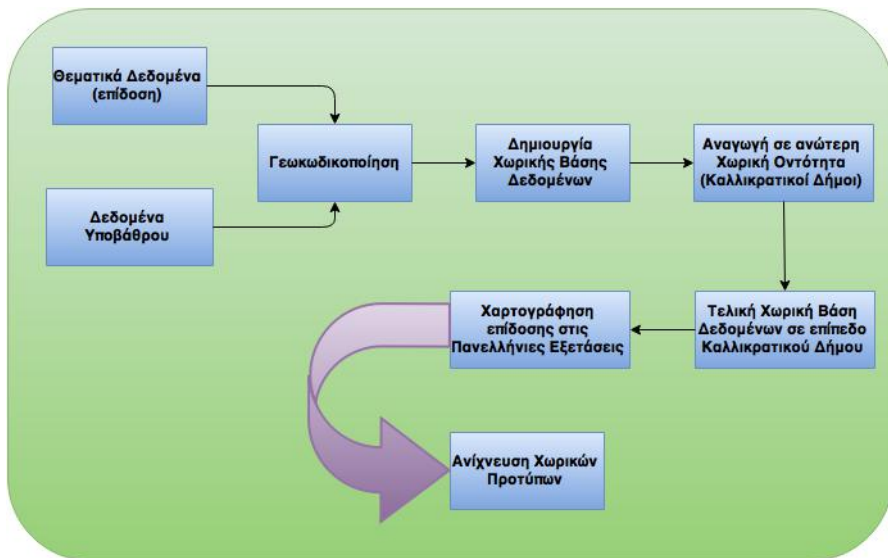 Θεματικά Δεδομένα
(επίδοση)
Δεδομένα
Υποβάθρου
Γεωκωδικοποίηση
Δημιουργία
Χωρικής Βάσης
Δεδομένων
Αναγωγή σε ανώτερη
Χωρική Οντότητα
(Καλλικρατικοί Δήμοι)
Τελική Χωρική Βάση
Δεδομένων σε επίπεδο
Καλλικρατικού Δήμου
Χαρτογράφηση
επίδοσης στις
Πανελλήνιες Εξετάσεις
Ανίχνευση Χωρικών
Προτύπων